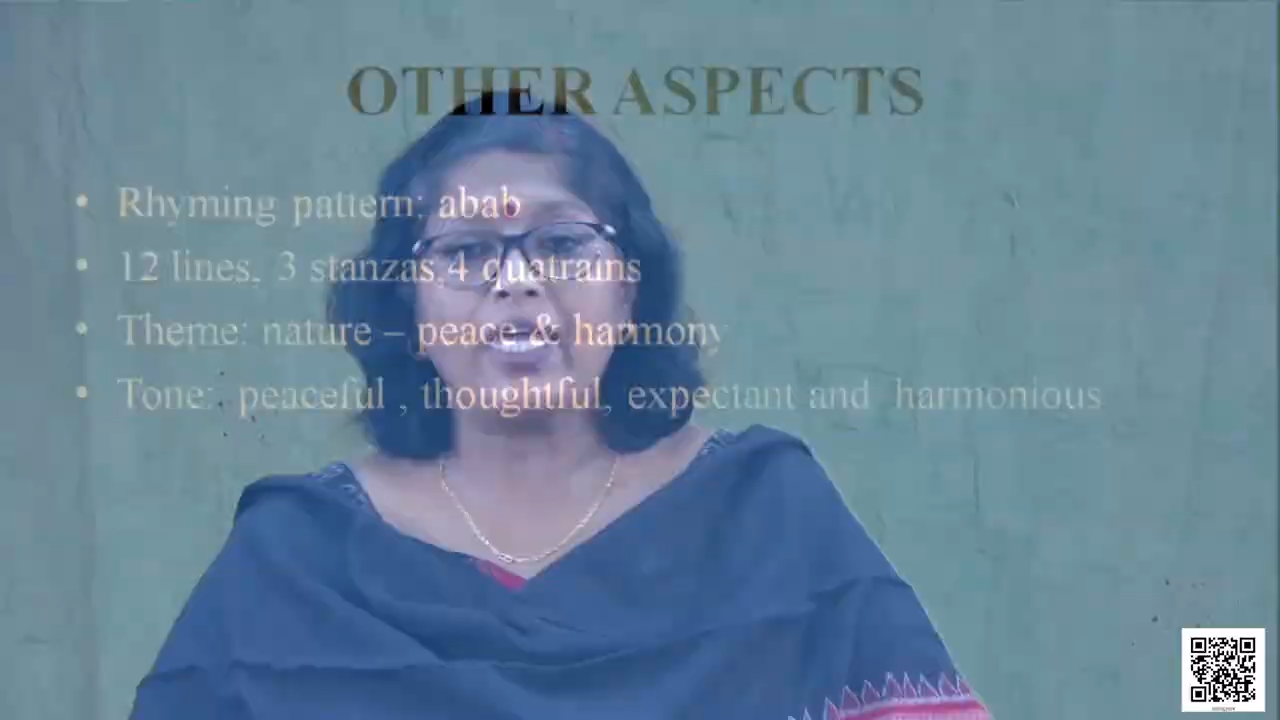 OTHER ASPECTS
• Rhyming pattern: abab
• 12 lines, 3 stanzas,4 quatrains
• Theme: nature – peace & harmony
• Tone: peaceful , thoughtful, expectant and harmonious